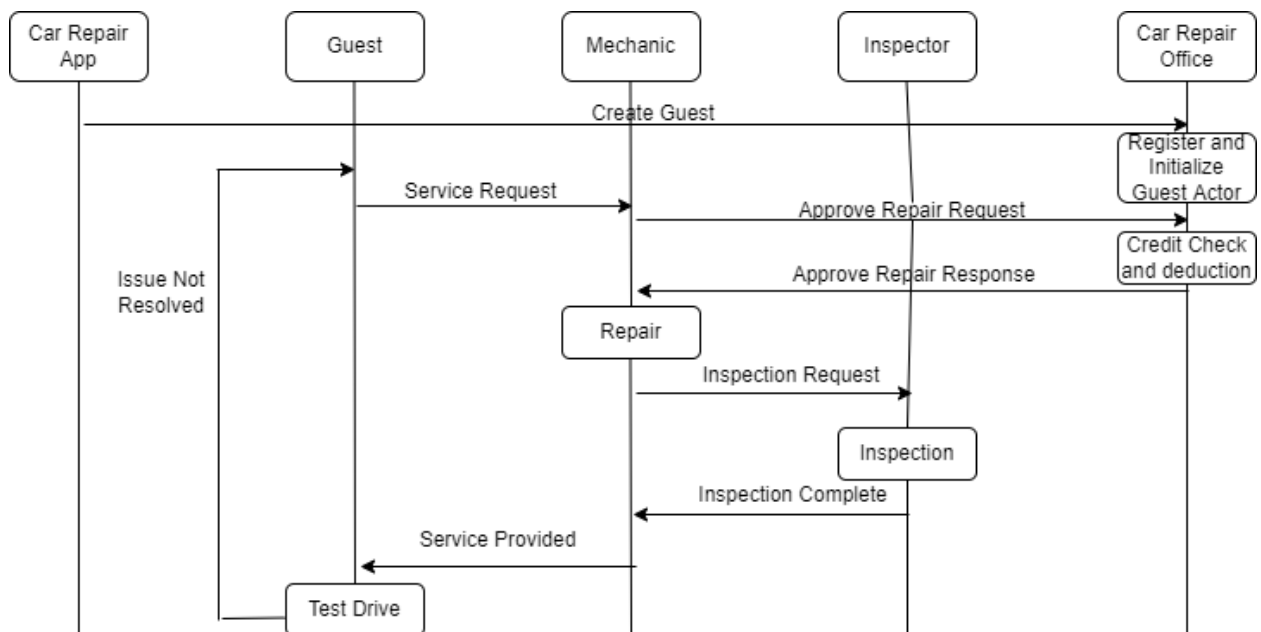 Car Repair
App
Guest
Mechanic
Inspector
Car Repair
Office
Create Guest
Register and
Initialize
Guest Actor
Service Request
Approve Repair Request
Credit Check
and deduction
Issue Not
Resolved
Approve Repair Response
Repair
Inspection Request
Inspection
Inspection Complete
Service Provided
Test Drive